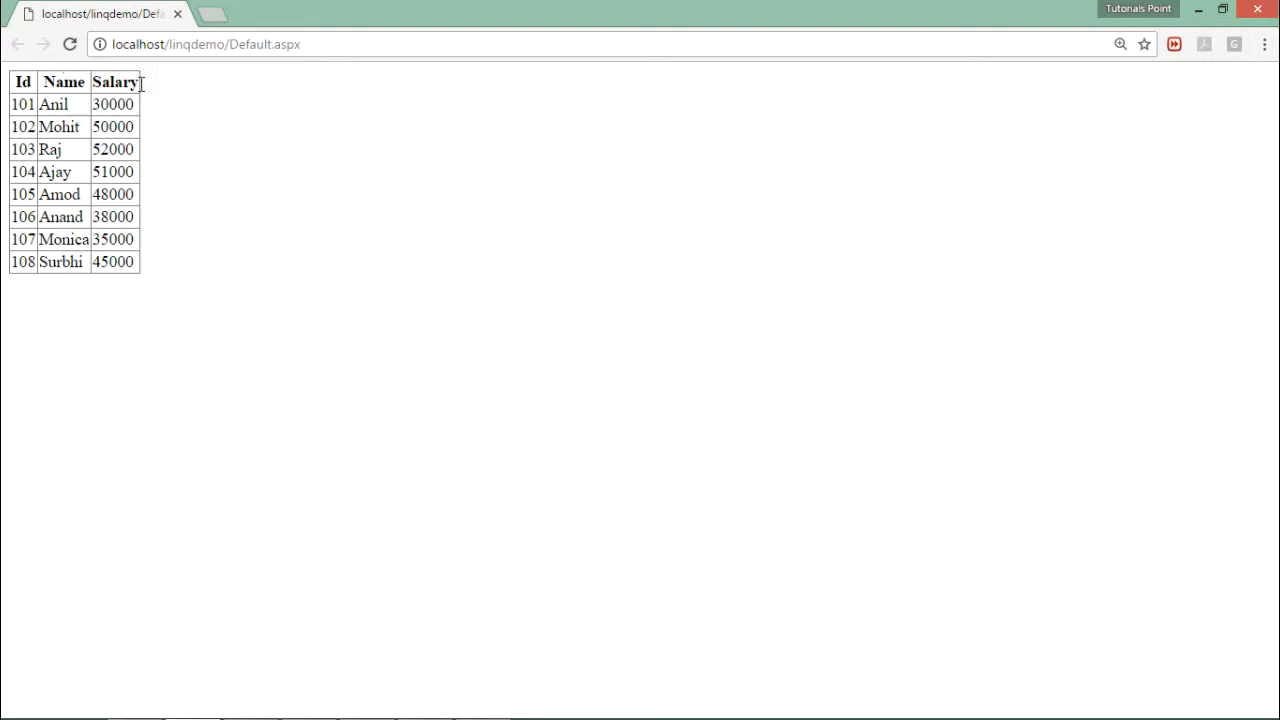 localhost/linqdemo/Defa
Tutorials Point
localhost/linqdemo/Default.aspx
Id Name Salary
101 Anil 30000
102 Mohit 50000
103 Raj 52000
104 Ajay 51000
105 Amod 48000
106 Anand 38000
107 Monica 35000
108 Surbhi 45000